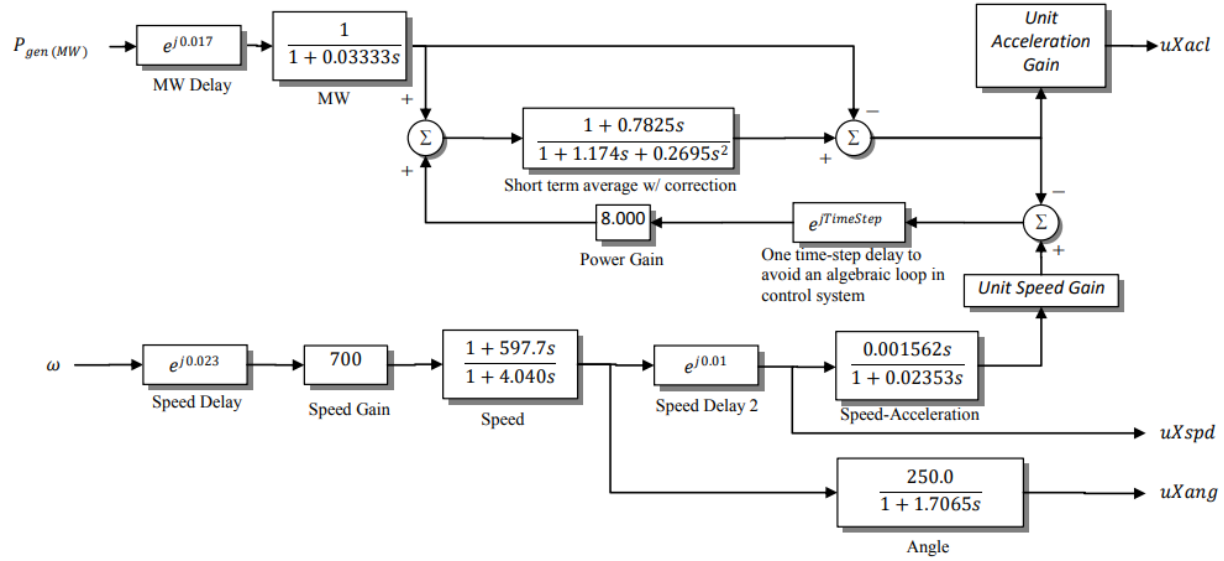 P_gen (MW)
e^{j0.017}
MW Delay
1
1 + 0.03333s
MW
+
−
Unit
Acceleration
Gain
uXacl
Σ
1 + 0.7825s
1 + 1.174s + 0.2695s²
Short term average w/ correction
+
Σ
+
−
8.000
Power Gain
e^{jTimeStep}
One time-step delay to
avoid an algebraic loop in
control system
Σ
+
Unit Speed Gain
ω
e^{j0.023}
Speed Delay
700
Speed Gain
1 + 597.7s
1 + 4.040s
Speed
e^{j0.01}
Speed Delay 2
0.001562s
1 + 0.02353s
Speed-Acceleration
uXspd
250.0
1 + 1.7065s
Angle
uXang